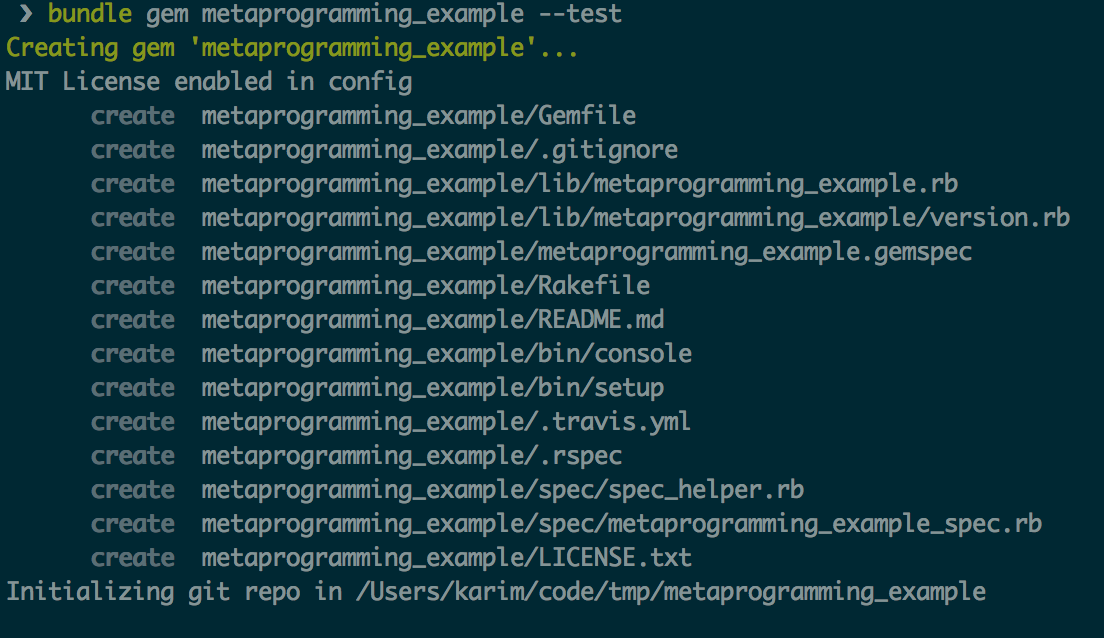 ❯ bundle gem metaprogramming_example --test
Creating gem 'metaprogramming_example'...
MIT License enabled in config
create metaprogramming_example/Gemfile
create metaprogramming_example/.gitignore
create metaprogramming_example/lib/metaprogramming_example.rb
create metaprogramming_example/lib/metaprogramming_example/version.rb
create metaprogramming_example/metaprogramming_example.gemspec
create metaprogramming_example/Rakefile
create metaprogramming_example/README.md
create metaprogramming_example/bin/console
create metaprogramming_example/bin/setup
create metaprogramming_example/.travis.yml
create metaprogramming_example/.rspec
create metaprogramming_example/spec/spec_helper.rb
create metaprogramming_example/spec/metaprogramming_example_spec.rb
create metaprogramming_example/LICENSE.txt
Initializing git repo in /Users/karim/code/tmp/metaprogramming_example